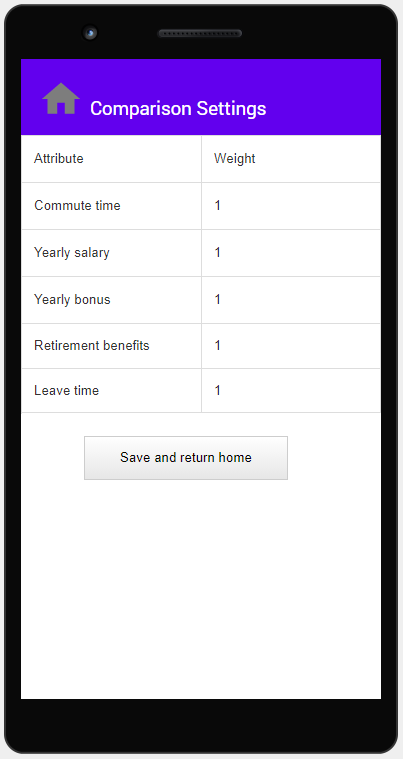 Comparison Settings
Attribute Weight
Commute time 1
Yearly salary 1
Yearly bonus 1
Retirement benefits 1
Leave time 1
Save and return home